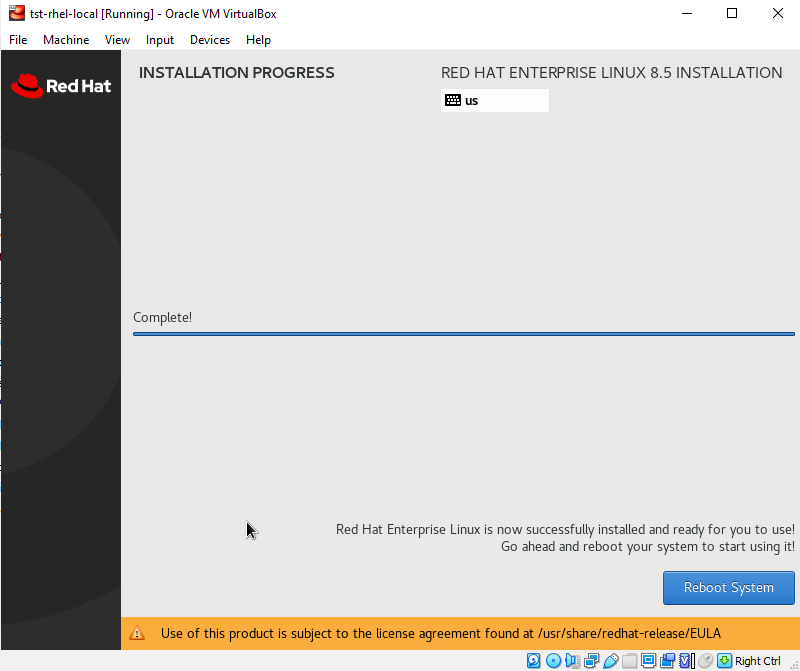 tst-rhel-local [Running] - Oracle VM VirtualBox
File Machine View Input Devices Help
Red Hat
INSTALLATION PROGRESS
RED HAT ENTERPRISE LINUX 8.5 INSTALLATION
us
Complete!
Red Hat Enterprise Linux is now successfully installed and ready for you to use!
Go ahead and reboot your system to start using it!
Reboot System
Use of this product is subject to the license agreement found at /usr/share/redhat-release/EULA
Right Ctrl